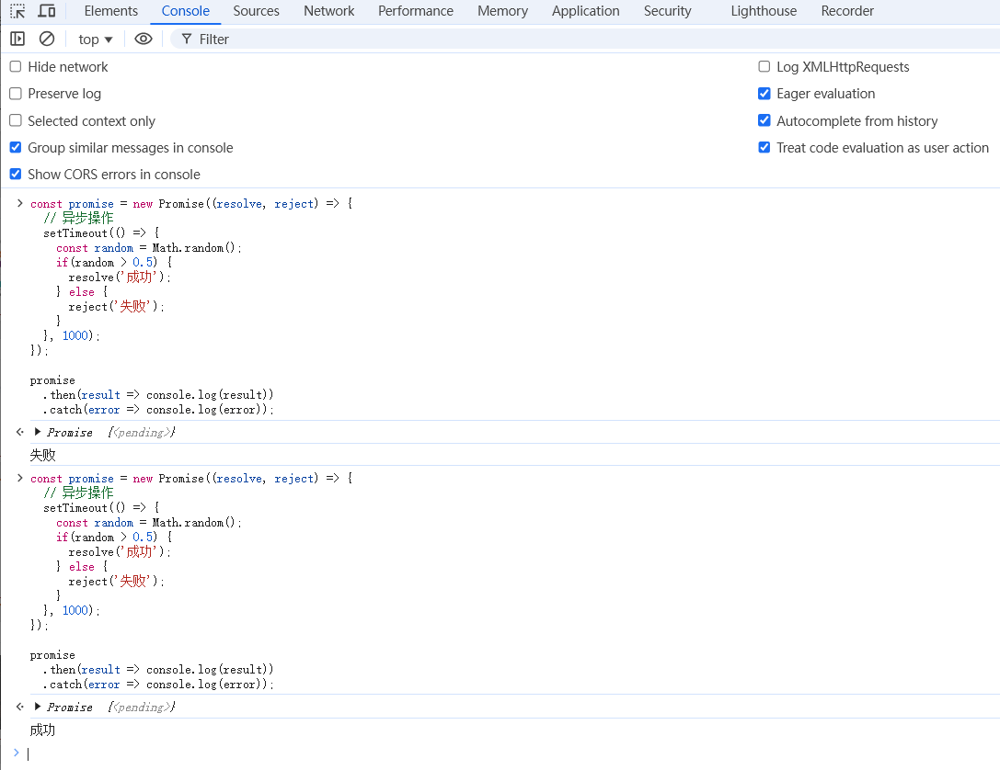 Elements Console Sources Network Performance Memory Application Security Lighthouse Recorder
top Filter
Hide network Log XMLHttpRequests
Preserve log Eager evaluation
Selected context only Autocomplete from history
Group similar messages in console Treat code evaluation as user action
Show CORS errors in console
const promise = new Promise((resolve, reject) => {
  // 异步操作
  setTimeout(() => {
    const random = Math.random();
    if(random > 0.5) {
      resolve('成功');
    } else {
      reject('失败');
    }
  }, 1000);
});

promise
  .then(result => console.log(result))
  .catch(error => console.log(error));
Promise {<pending>}
失败
const promise = new Promise((resolve, reject) => {
  // 异步操作
  setTimeout(() => {
    const random = Math.random();
    if(random > 0.5) {
      resolve('成功');
    } else {
      reject('失败');
    }
  }, 1000);
});

promise
  .then(result => console.log(result))
  .catch(error => console.log(error));
Promise {<pending>}
成功